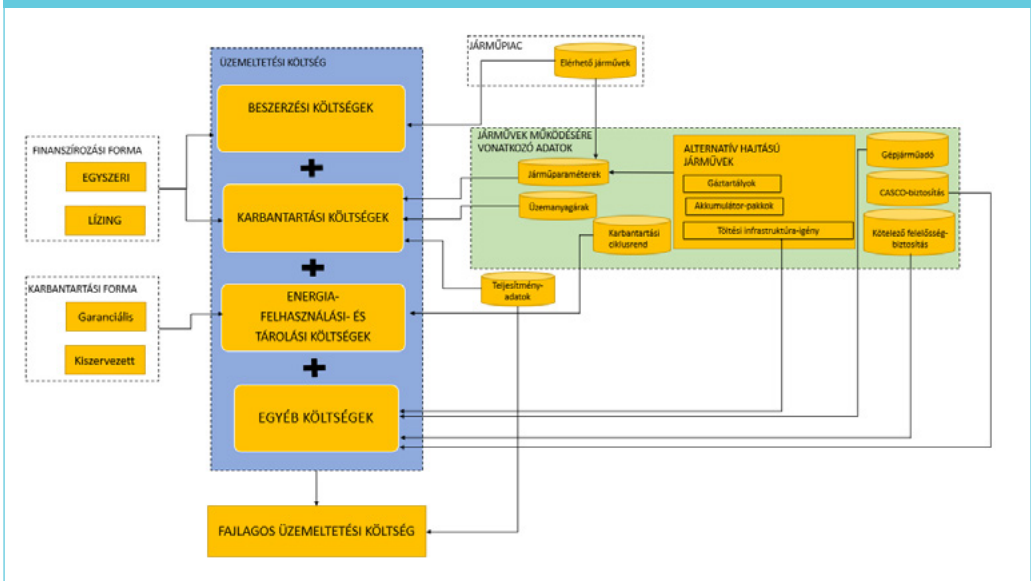 JÁRMŰPIAC
Elérhető járművek
ÜZEMELTETÉSI KÖLTSÉG
BESZERZÉSI KÖLTSÉGEK
+
KARBANTARTÁSI KÖLTSÉGEK
+
ENERGIA-
FELHASZNÁLÁSI- ÉS
TÁROLÁSI KÖLTSÉGEK
+
EGYÉB KÖLTSÉGEK
FINANSZÍROZÁSI FORMA
EGYSZERI
LÍZING
KARBANTARTÁSI FORMA
Garanciális
Kiszervezett
JÁRMŰVEK MŰKÖDÉSÉRE
VONATKOZÓ ADATOK
Járműparaméterek
Üzemanyagárak
Karbantartási
ciklusrend
ALTERNATÍV HAJTÁSÚ
JÁRMŰVEK
Gáztartályok
Akkumulátor-pakkok
Töltési infrastruktúra-igény
Gépjárműadó
CASCO-biztosítás
Kötelező felelősség-
biztosítás
Teljesítmény-
adatok
FAJLAGOS ÜZEMELTETÉSI KÖLTSÉG